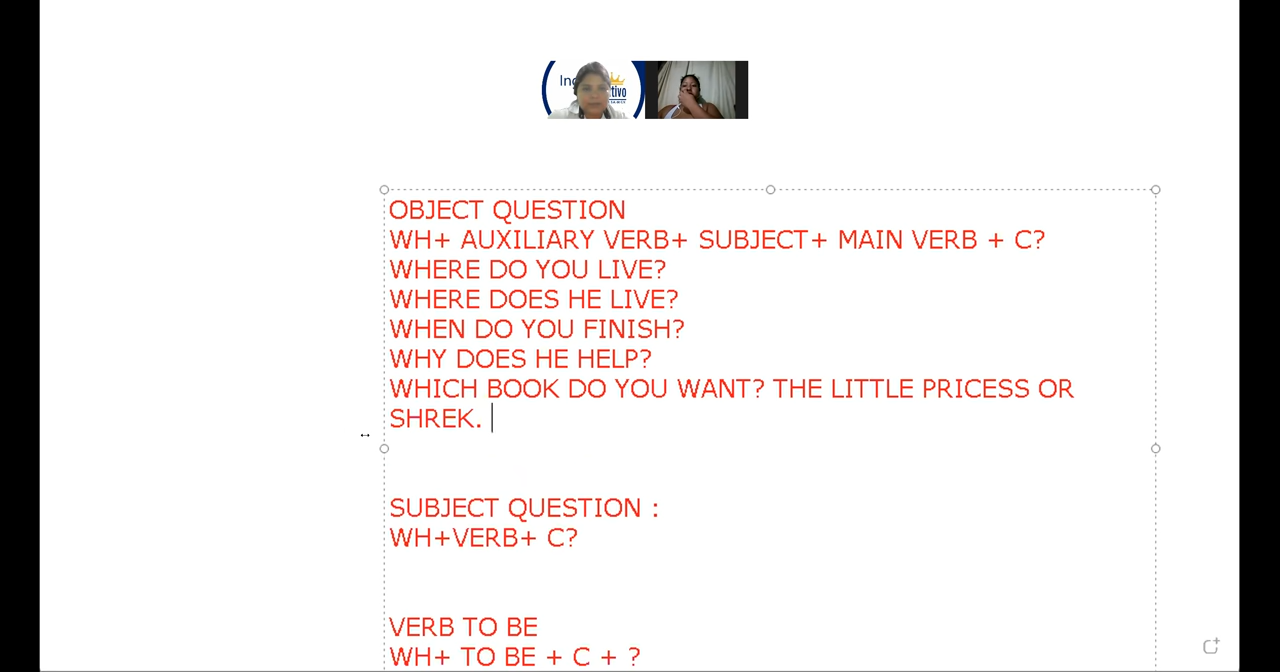 OBJECT QUESTION
WH+ AUXILIARY VERB+ SUBJECT+ MAIN VERB + C?
WHERE DO YOU LIVE?
WHERE DOES HE LIVE?
WHEN DO YOU FINISH?
WHY DOES HE HELP?
WHICH BOOK DO YOU WANT? THE LITTLE PRICESS OR
SHREK.
SUBJECT QUESTION :
WH+VERB+ C?
VERB TO BE
WH+ TO BE + C + ?